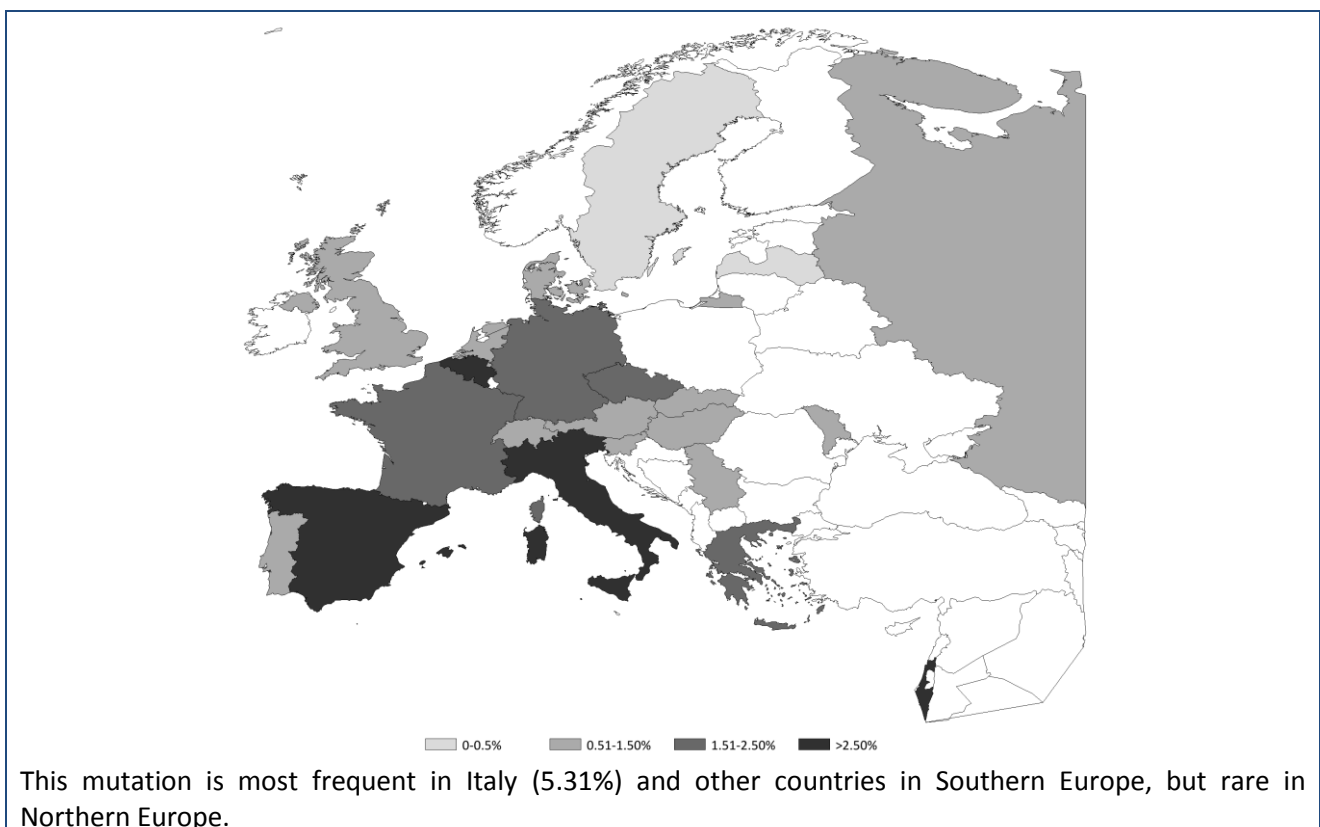 0-0.5% 0.51-1.50% 1.51-2.50% >2.50%
This mutation is most frequent in Italy (5.31%) and other countries in Southern Europe, but rare in
Northern Europe.